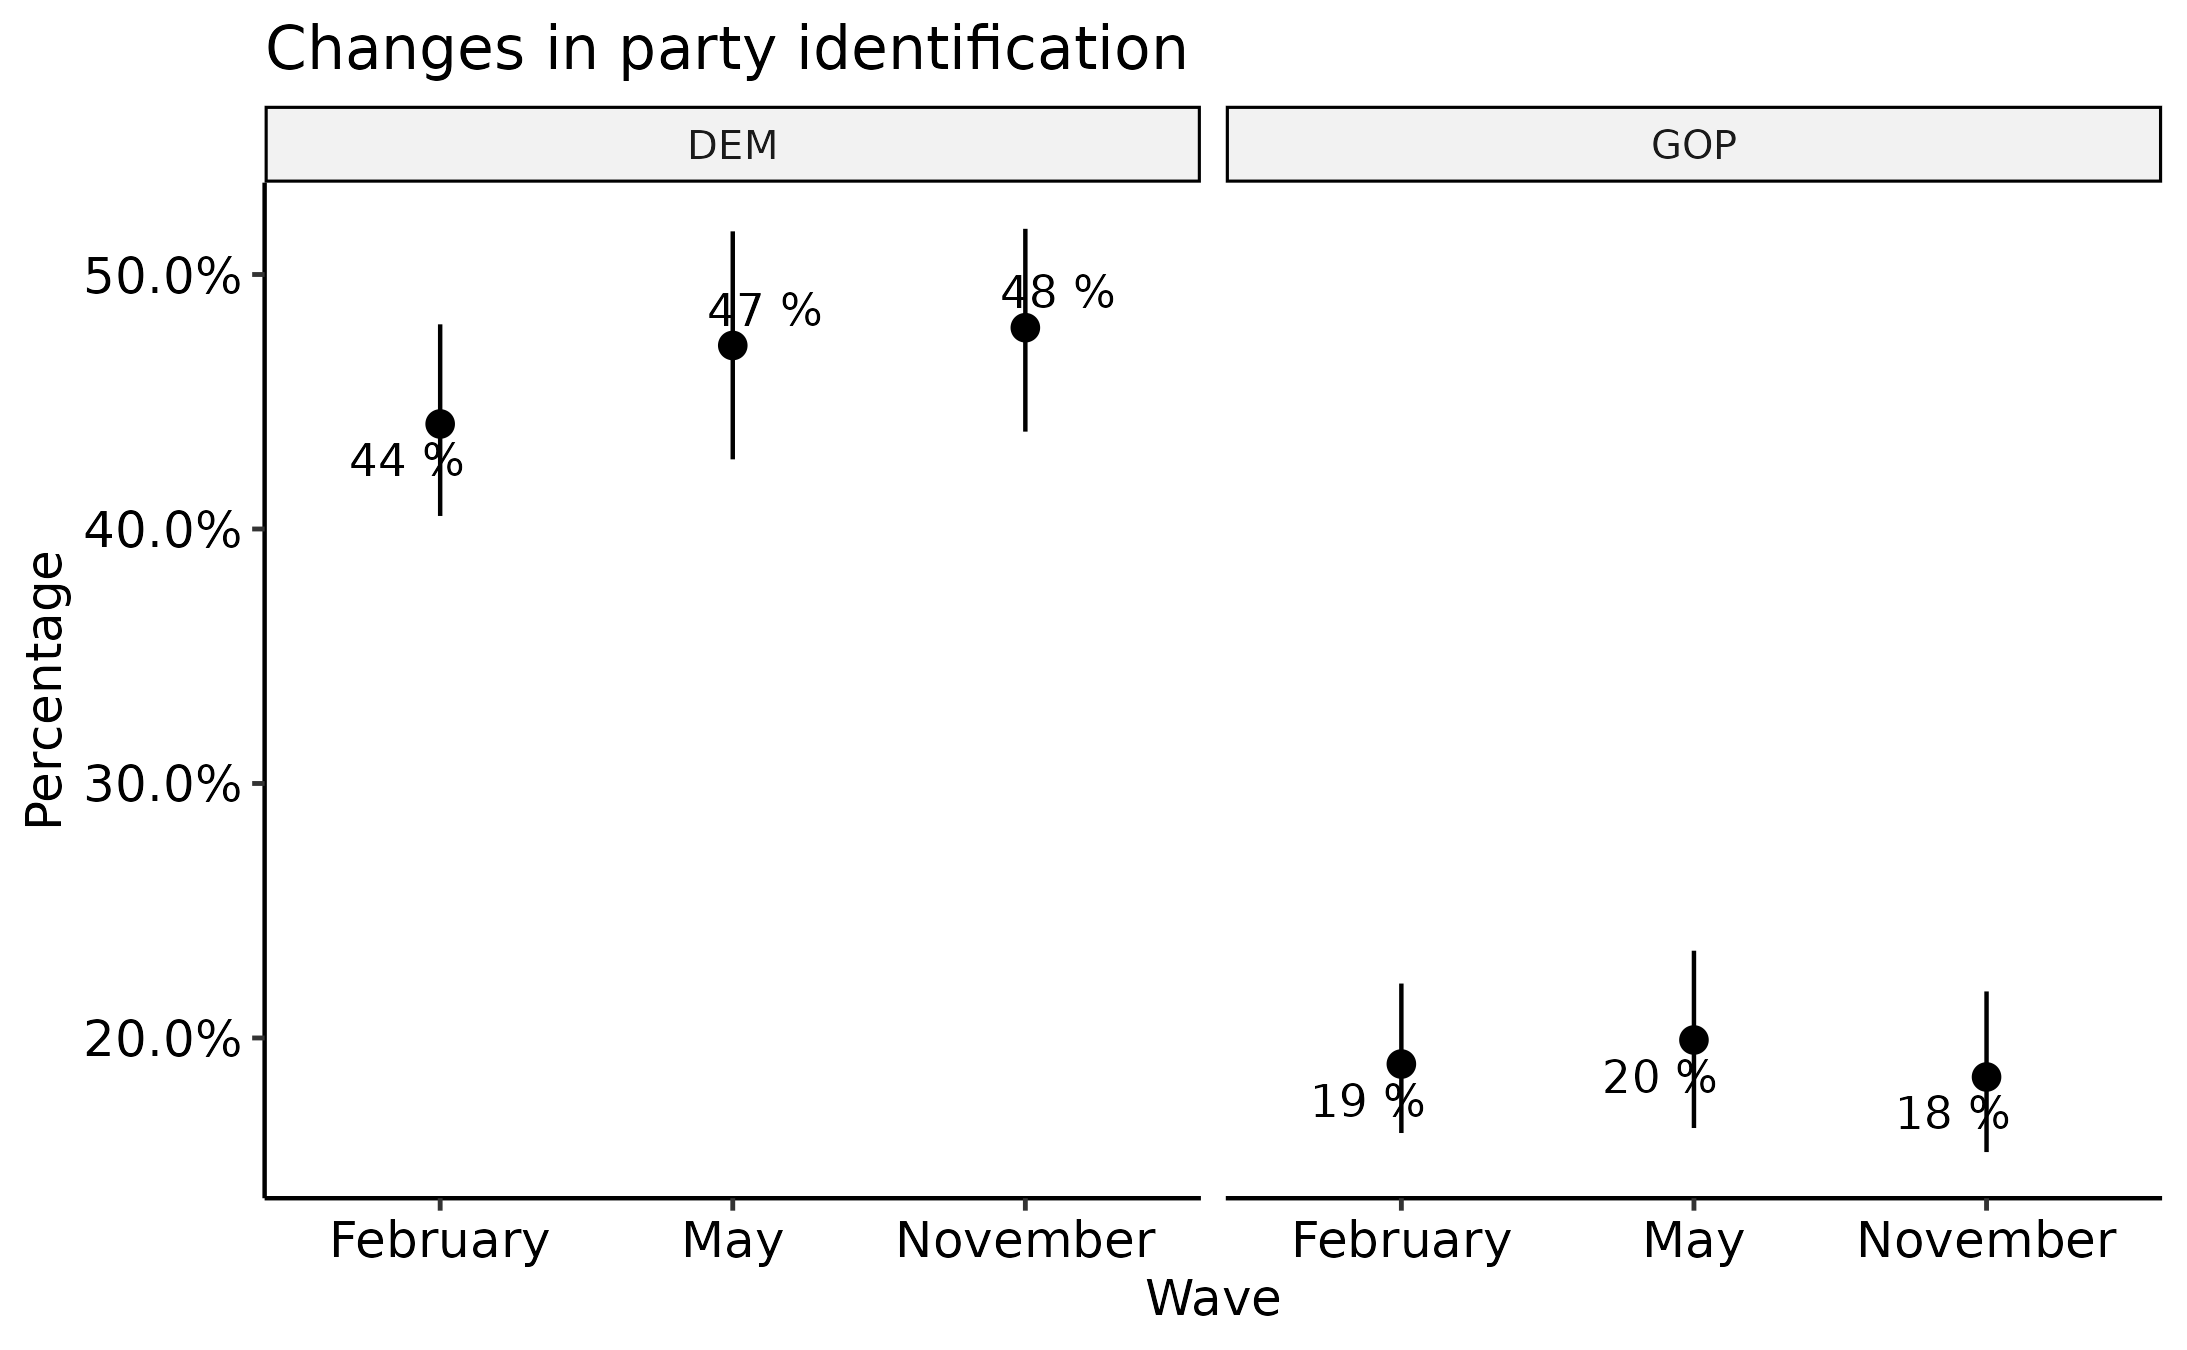 Changes in party identification
DEM
GOP
50.0%
40.0%
30.0%
20.0%
Percentage
44 %
47 %
48 %
19 %
20 %
18 %
February May November February May November
Wave